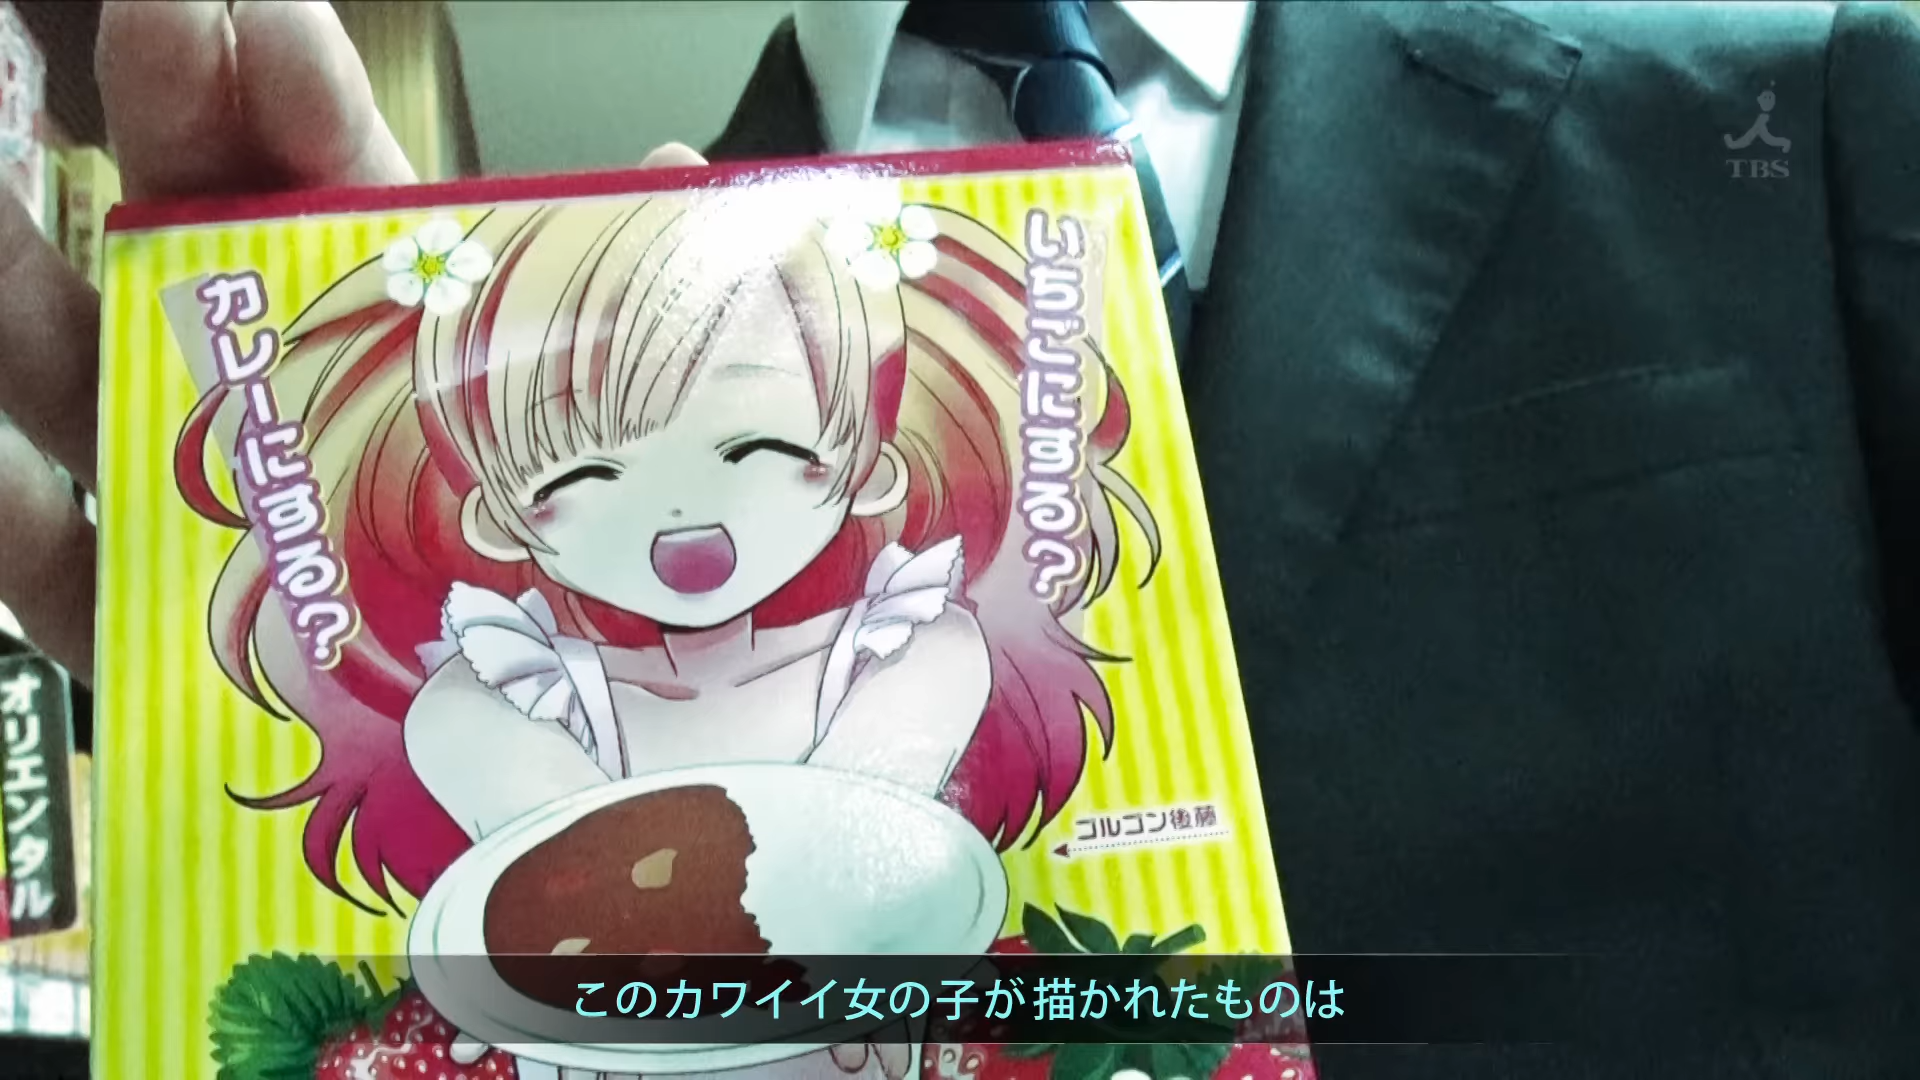 TBS
いちごにする?
カレーにする?
ゴルゴン後藤
オリエンタル
このカワイイ女の子が描かれたものは